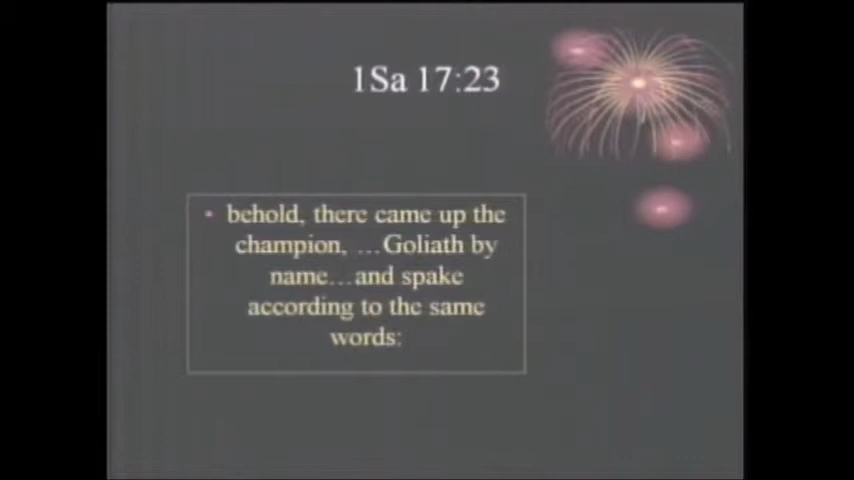 1Sa 17:23
• behold, there came up the
champion, …Goliath by
name…and spake
according to the same
words: